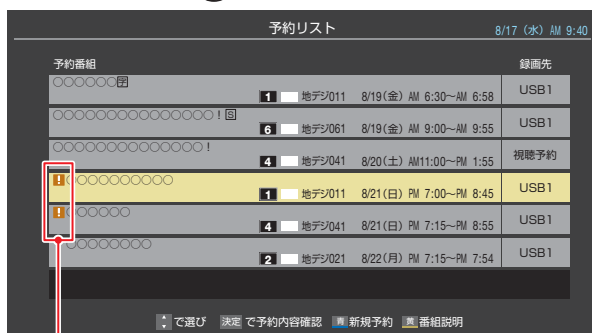 予約リスト
8/17（水）AM 9:40
予約番組 録画先
○○○○○○字
1 地デジ011 8/19(金) AM 6:30～AM 6:58 USB1
○○○○○○○○○○○○○○○！S
6 地デジ061 8/19(金) AM 9:00～AM 9:55 USB1
○○○○○○○○○○○○○○！
4 地デジ041 8/20(土) AM11:00～PM 1:55 視聴予約
!○○○○○○○○○○
1 地デジ011 8/21(日) PM 7:00～PM 8:45 USB1
!○○○○○○
4 地デジ041 8/21(日) PM 7:15～PM 8:55 USB1
○○○○○○○○
2 地デジ021 8/22(月) PM 7:15～PM 7:54 USB1
で選び 決定 で予約内容確認 青 新規予約 黄 番組説明